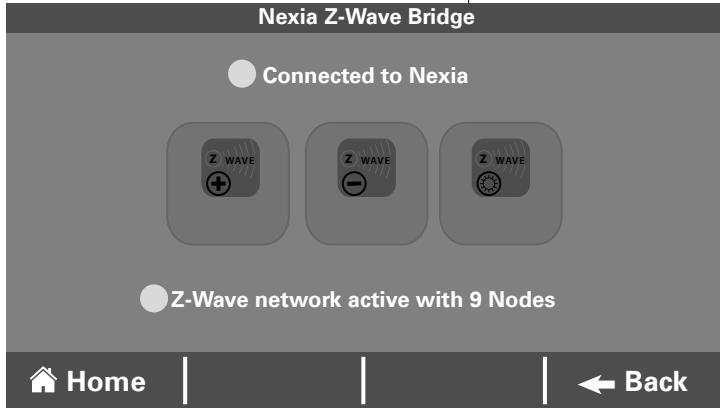 Nexia Z-Wave Bridge
Connected to Nexia
Z WAVE Z WAVE Z WAVE
Z-Wave network active with 9 Nodes
Home Back